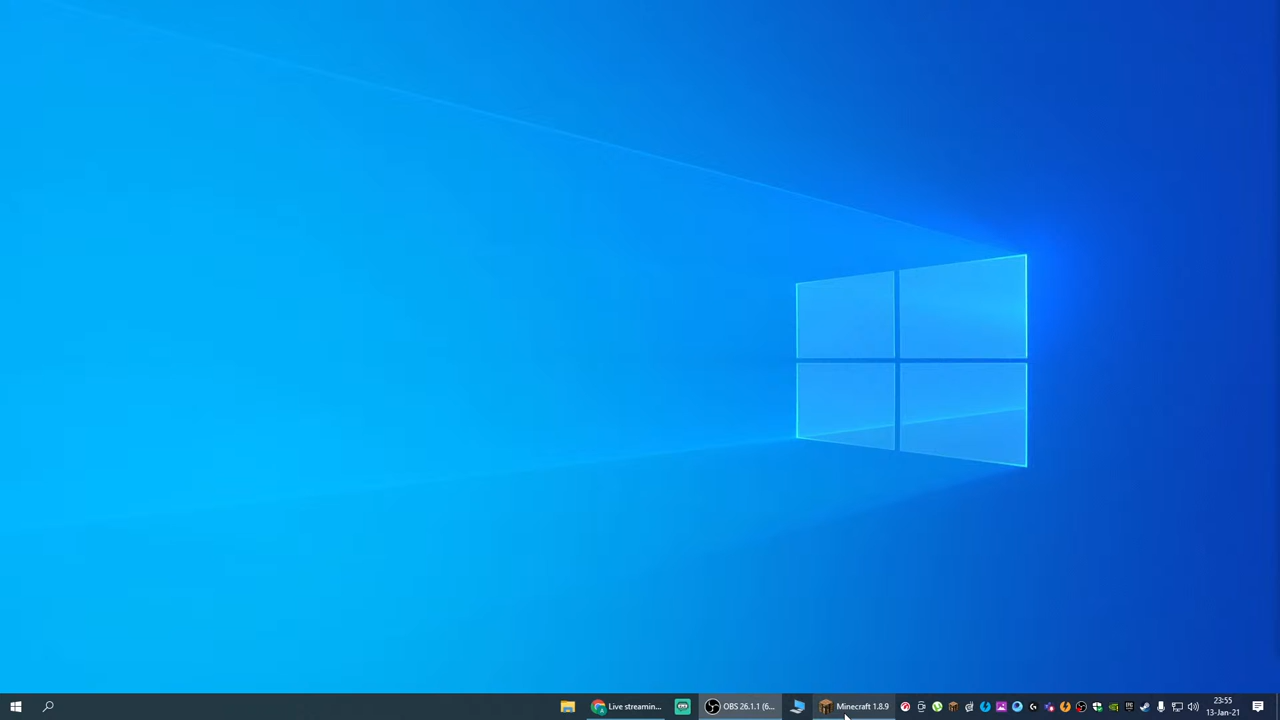 Live streamin...
OBS 26.1.1 (6...
Minecraft 1.8.9
23:55
13-Jan-21